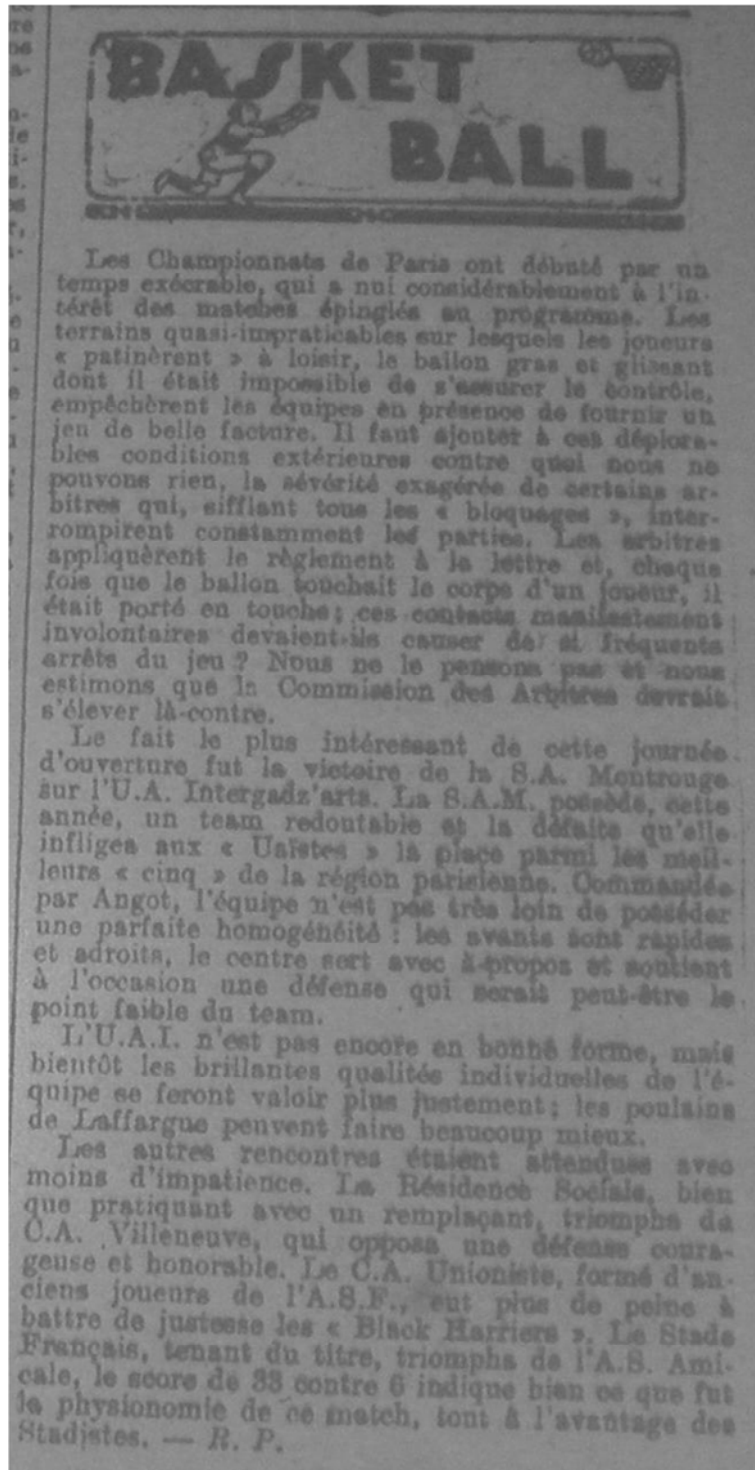 BASKET
BALL
Les Championnats de Paris ont débuté par un
temps exécrable, qui a nui considérablement à l'in-
térêt des matches épinglés au programme. Les
terrains quasi-impraticables sur lesquels les joueurs
« patinèrent » à loisir, le ballon gras et glissant
dont il était impossible de s'assurer le contrôle,
empêchèrent les équipes en présence de fournir un
jeu de belle facture. Il faut ajouter à ces déplora-
bles conditions extérieures contre quoi nous ne
pouvons rien, la sévérité exagérée de certains ar-
bitres qui, sifflant tous les « bloquages », inter-
rompirent constamment les parties. Les arbitres
appliquèrent le règlement à la lettre et, chaque
fois que le ballon touchait le corps d'un joueur, il
était porté en touche ; ces contacts manifestement
involontaires devaient-ils causer de si fréquents
arrêts du jeu ? Nous ne le pensons pas et nous
estimons que la Commission des Arbitres devrait
s'élever là-contre.
Le fait le plus intéressant de cette journée
d'ouverture fut la victoire de la S.A. Montrouge
sur l'U.A. Intergadz'arts. La S.A.M. possède, cette
année, un team redoutable et la défaite qu'elle
infligea aux « Uaïstes » la place parmi les meil-
leurs « cinq » de la région parisienne. Commandée
par Angot, l'équipe n'est pas très loin de posséder
une parfaite homogénéité : les avants sont rapides
et adroits, le centre sert avec à-propos et soutient
à l'occasion une défense qui serait peut-être le
point faible du team.
L'U.A.I. n'est pas encore en bonne forme, mais
bientôt les brillantes qualités individuelles de l'é-
quipe se feront valoir plus justement ; les poulains
de Laffargue peuvent faire beaucoup mieux.
Les autres rencontres étaient attendues avec
moins d'impatience. La Résidence Sociale, bien
que pratiquant avec un remplaçant, triompha du
C.A. Villeneuve, qui opposa une défense coura-
geuse et honorable. Le C.A. Unioniste, formé d'an-
ciens joueurs de l'A.S.F., eut plus de peine à
battre de justesse les « Black Harriers ». Le Stade
Français, tenant du titre, triompha de l'A.S. Ami-
cale, le score de 33 contre 6 indique bien ce que fut
la physionomie de ce match, tout à l'avantage des
Stadistes. — R. P.